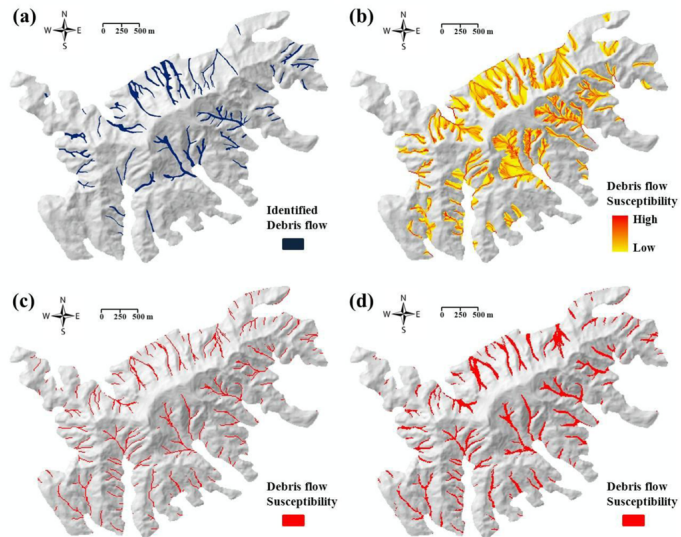 (a)
N
W E
S
0 250 500 m
Identified
Debris flow
(b)
N
W E
S
0 250 500 m
Debris flow
Susceptibility
High
Low
(c)
N
W E
S
0 250 500 m
Debris flow
Susceptibility
(d)
N
W E
S
0 250 500 m
Debris flow
Susceptibility